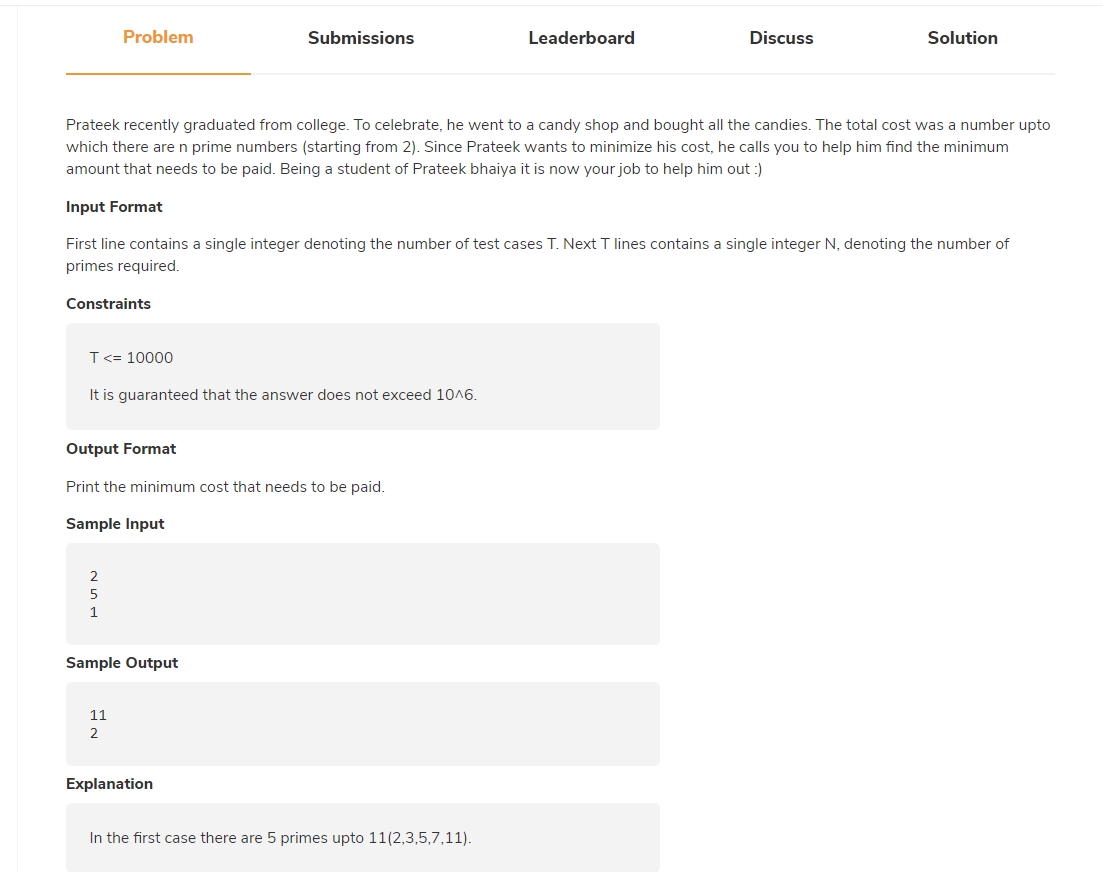 Problem Submissions Leaderboard Discuss Solution
Prateek recently graduated from college. To celebrate, he went to a candy shop and bought all the candies. The total cost was a number upto
which there are n prime numbers (starting from 2). Since Prateek wants to minimize his cost, he calls you to help him find the minimum
amount that needs to be paid. Being a student of Prateek bhaiya it is now your job to help him out :)
Input Format
First line contains a single integer denoting the number of test cases T. Next T lines contains a single integer N, denoting the number of
primes required.
Constraints
T <= 10000
It is guaranteed that the answer does not exceed 10^6.
Output Format
Print the minimum cost that needs to be paid.
Sample Input
2
5
1
Sample Output
11
2
Explanation
In the first case there are 5 primes upto 11(2,3,5,7,11).